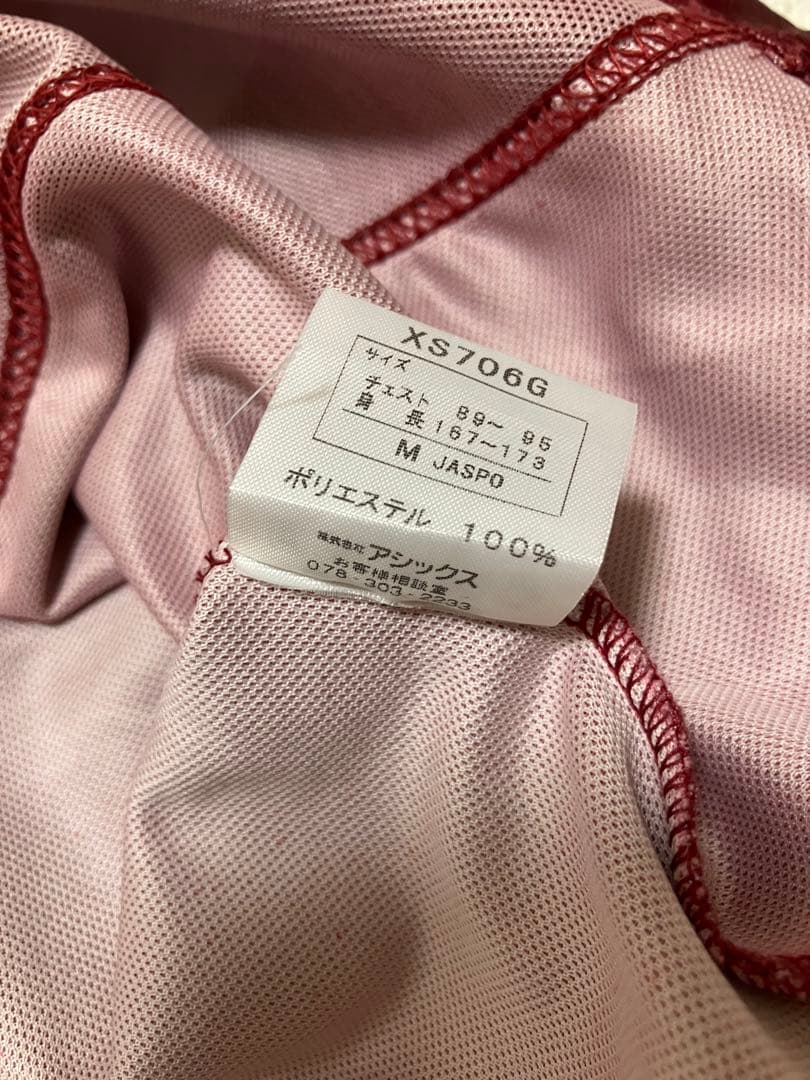 XS706G
サイズ
チェスト 89～ 95
身 長 167～173
M JASPO
ポリエステル 100%
株式会社 アシックス
お客様相談室
078-303-2233